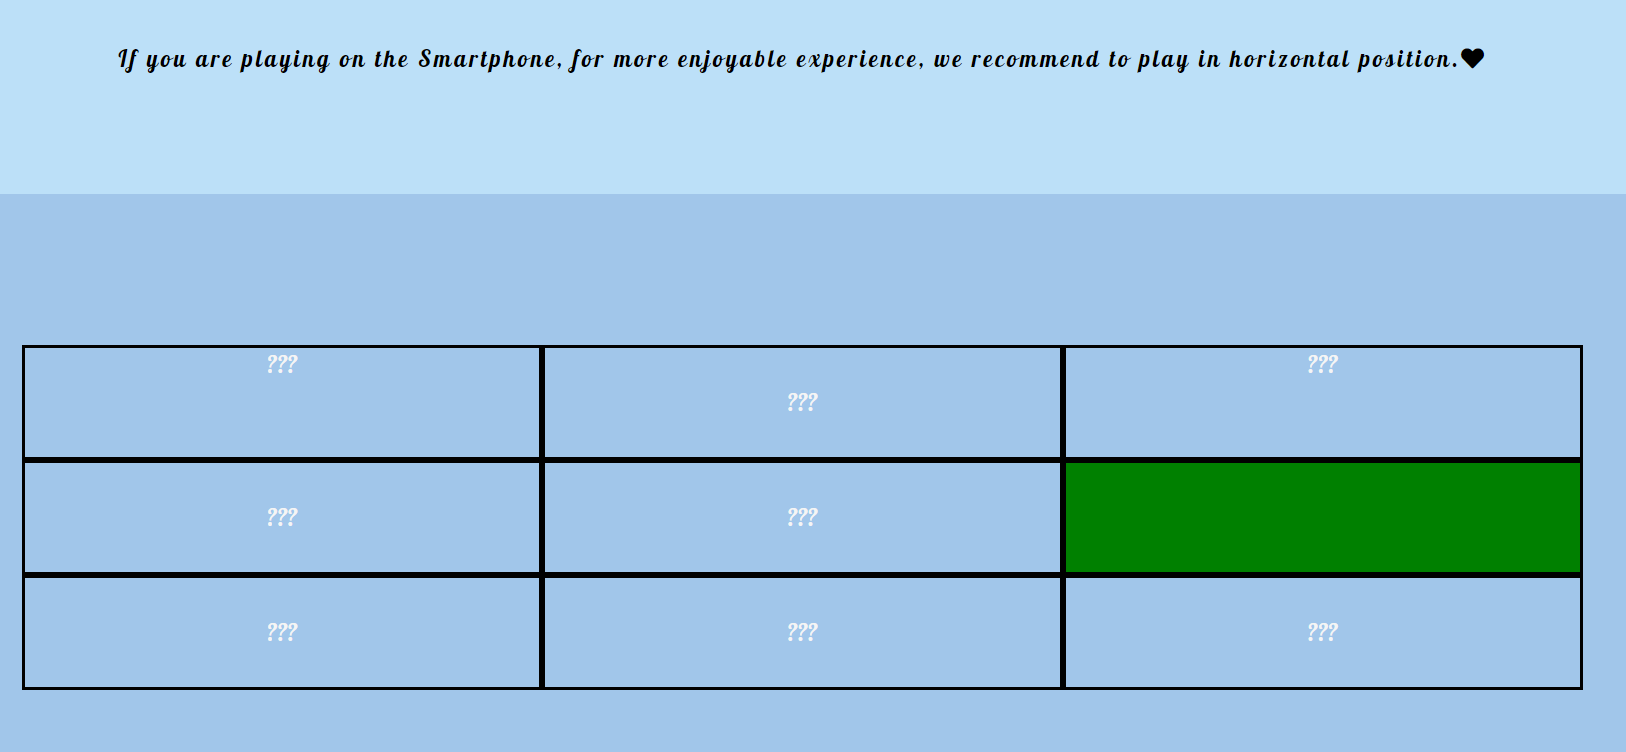 If you are playing on the Smartphone, for more enjoyable experience, we recommend to play in horizontal position.♥
??? ??? ???
??? ???
??? ??? ???